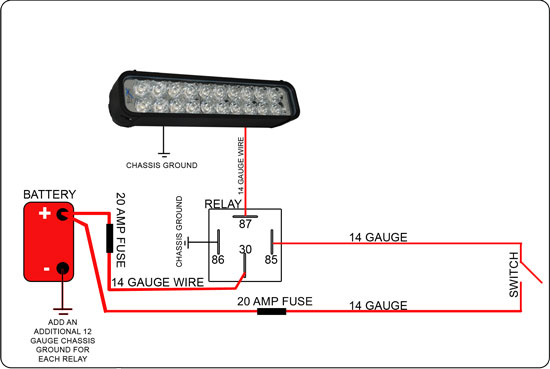 CHASSIS GROUND
14 GAUGE WIRE
BATTERY
+
-
20 AMP FUSE
CHASSIS GROUND
RELAY
87
86
30
85
14 GAUGE
SWITCH
14 GAUGE WIRE
20 AMP FUSE
14 GAUGE
ADD AN
ADDITIONAL 12
GAUGE CHASSIS
GROUND FOR
EACH RELAY